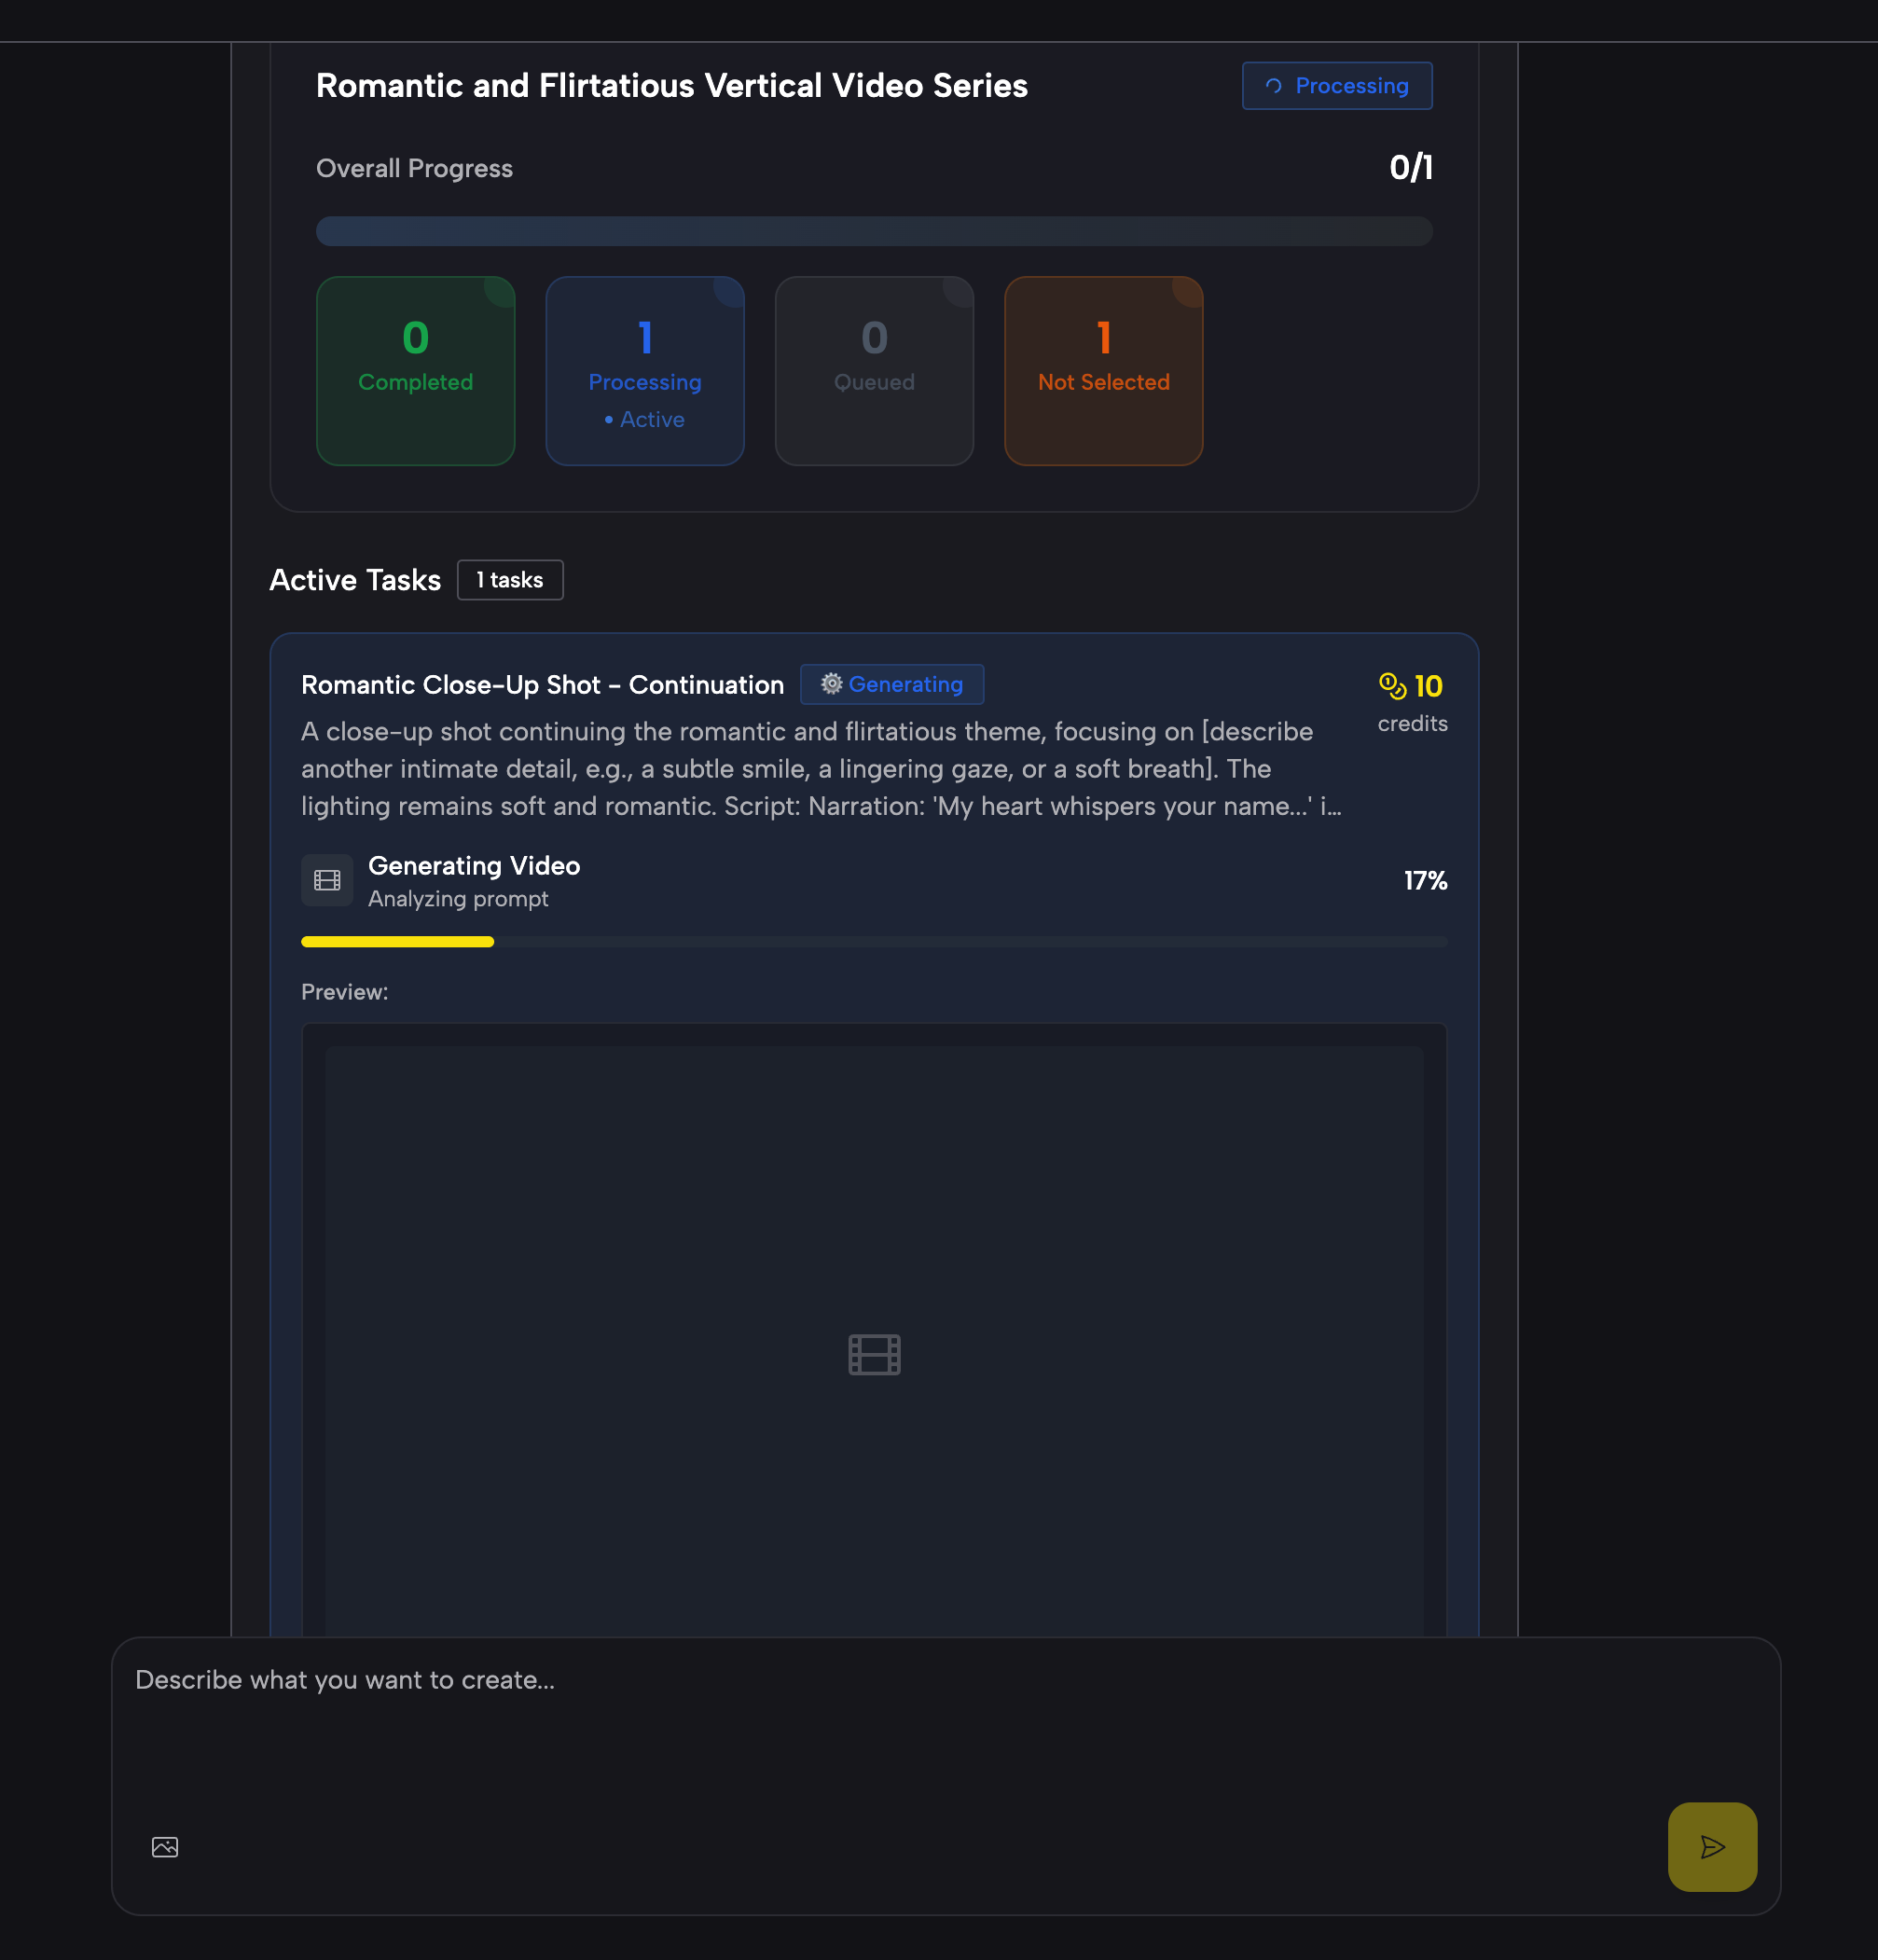 Romantic and Flirtatious Vertical Video Series
Processing
Overall Progress
0/1
0
Completed
1
Processing
• Active
0
Queued
1
Not Selected
Active Tasks
1 tasks
Romantic Close-Up Shot - Continuation
Generating
10
credits
A close-up shot continuing the romantic and flirtatious theme, focusing on [describe
another intimate detail, e.g., a subtle smile, a lingering gaze, or a soft breath]. The
lighting remains soft and romantic. Script: Narration: 'My heart whispers your name...' i...
Generating Video
Analyzing prompt
17%
Preview:
Describe what you want to create...